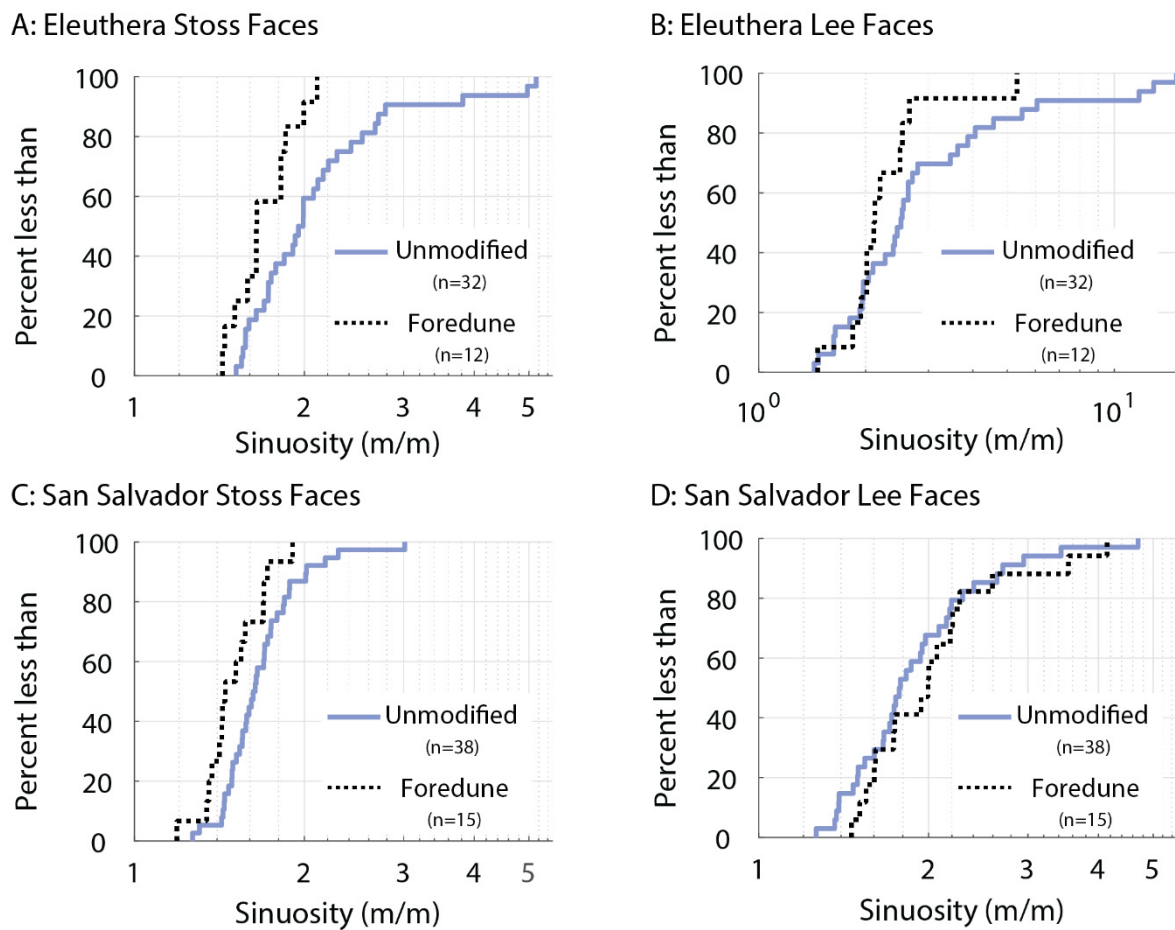 A: Eleuthera Stoss Faces
Percent less than
100
80
60
40
20
0
Unmodified
(n=32)
Foredune
(n=12)
1 2 3 4 5
Sinuosity (m/m)
B: Eleuthera Lee Faces
Percent less than
100
80
60
40
20
0
Unmodified
(n=32)
Foredune
(n=12)
10⁰ 10¹
Sinuosity (m/m)
C: San Salvador Stoss Faces
Percent less than
100
80
60
40
20
0
Unmodified
(n=38)
Foredune
(n=15)
1 2 3 4 5
Sinuosity (m/m)
D: San Salvador Lee Faces
Percent less than
100
80
60
40
20
0
Unmodified
(n=38)
Foredune
(n=15)
1 2 3 4 5
Sinuosity (m/m)